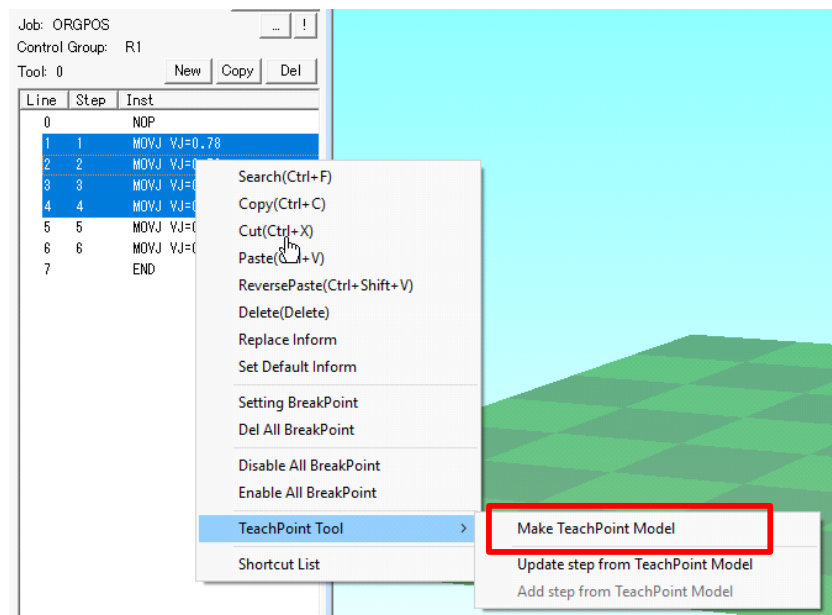 Job: ORGPOS ... !
Control Group: R1
Tool: 0 New Copy Del
Line Step Inst
0 NOP
1 1 MOVJ VJ=0.78
2 2 MOVJ
3 3 MOVJ
4 4 MOVJ
5 5 MOVJ
6 6 MOVJ
7 END
Search(Ctrl+F)
Copy(Ctrl+C)
Cut(Ctrl+X)
Paste(Ctrl+V)
ReversePaste(Ctrl+Shift+V)
Delete(Delete)
Replace Inform
Set Default Inform
Setting BreakPoint
Del All BreakPoint
Disable All BreakPoint
Enable All BreakPoint
TeachPoint Tool >
Shortcut List
Make TeachPoint Model
Update step from TeachPoint Model
Add step from TeachPoint Model